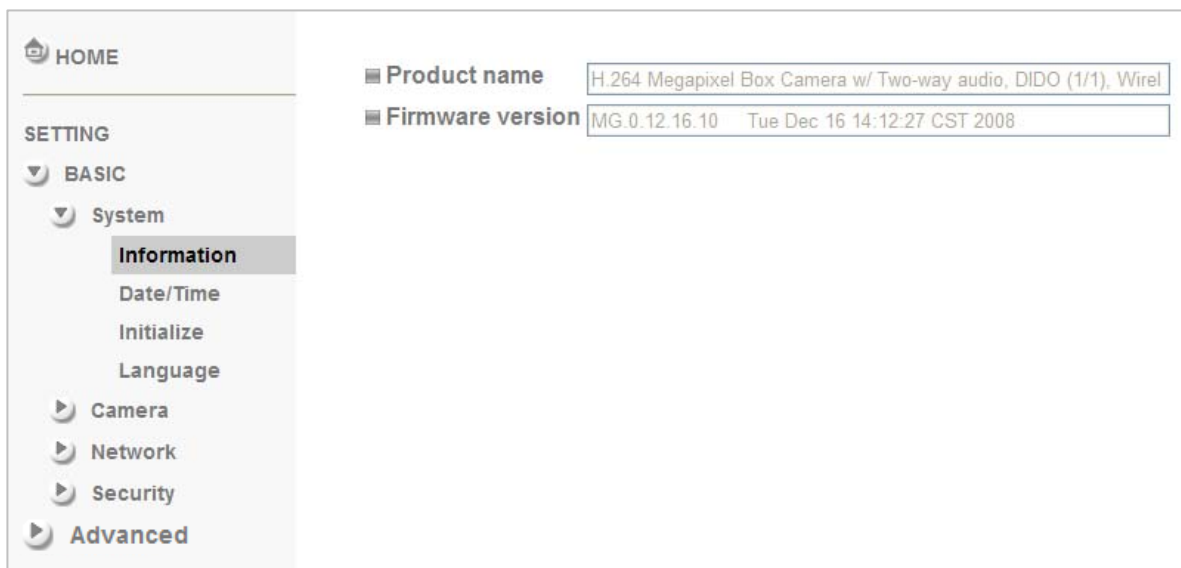 HOME
SETTING
BASIC
System
Information
Date/Time
Initialize
Language
Camera
Network
Security
Advanced
Product name H.264 Megapixel Box Camera w/ Two-way audio, DIDO (1/1), Wirel
Firmware version MG.0.12.16.10 Tue Dec 16 14:12:27 CST 2008